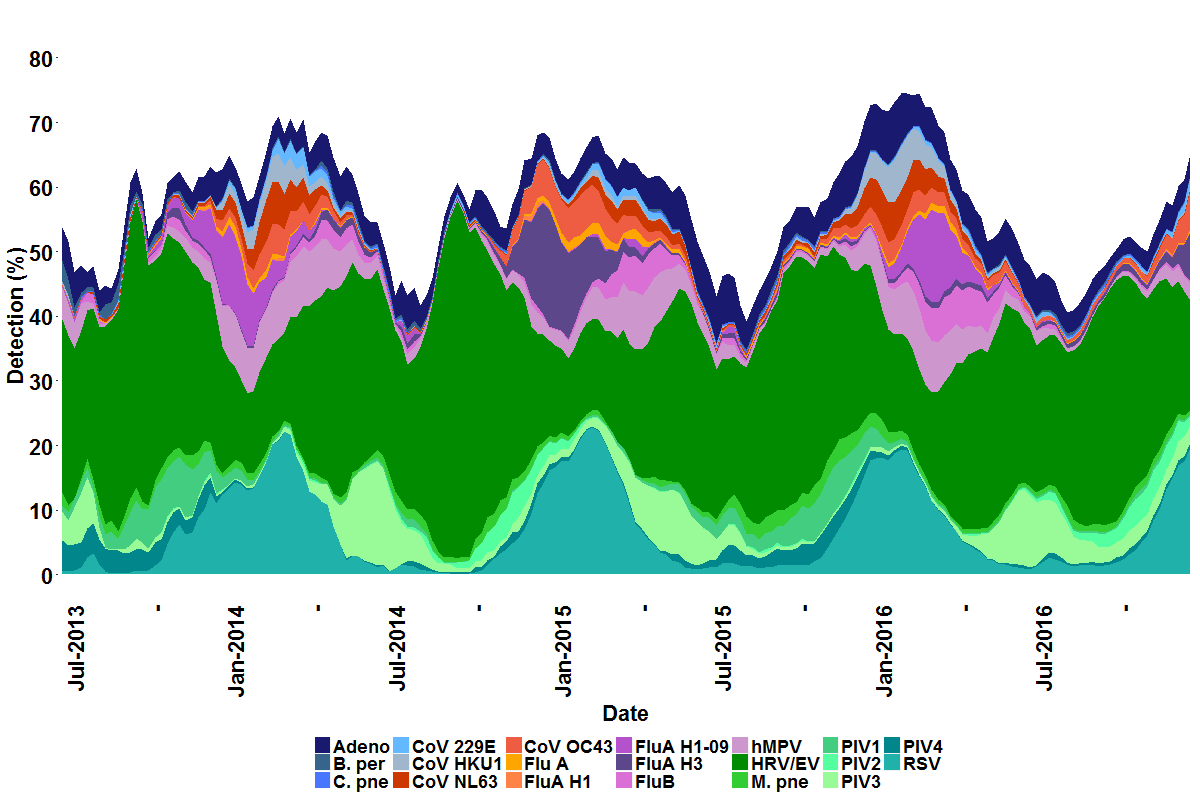 80
70
60
50
40
30
20
10
0
Detection (%)
Jul-2013
-
Jan-2014
-
Jul-2014
-
Jan-2015
-
Jul-2015
-
Jan-2016
-
Jul-2016
-
Date
Adeno CoV 229E CoV OC43 FluA H1-09 hMPV PIV1 PIV4
B. per CoV HKU1 Flu A FluA H3 HRV/EV PIV2 RSV
C. pne CoV NL63 FluA H1 FluB M. pne PIV3